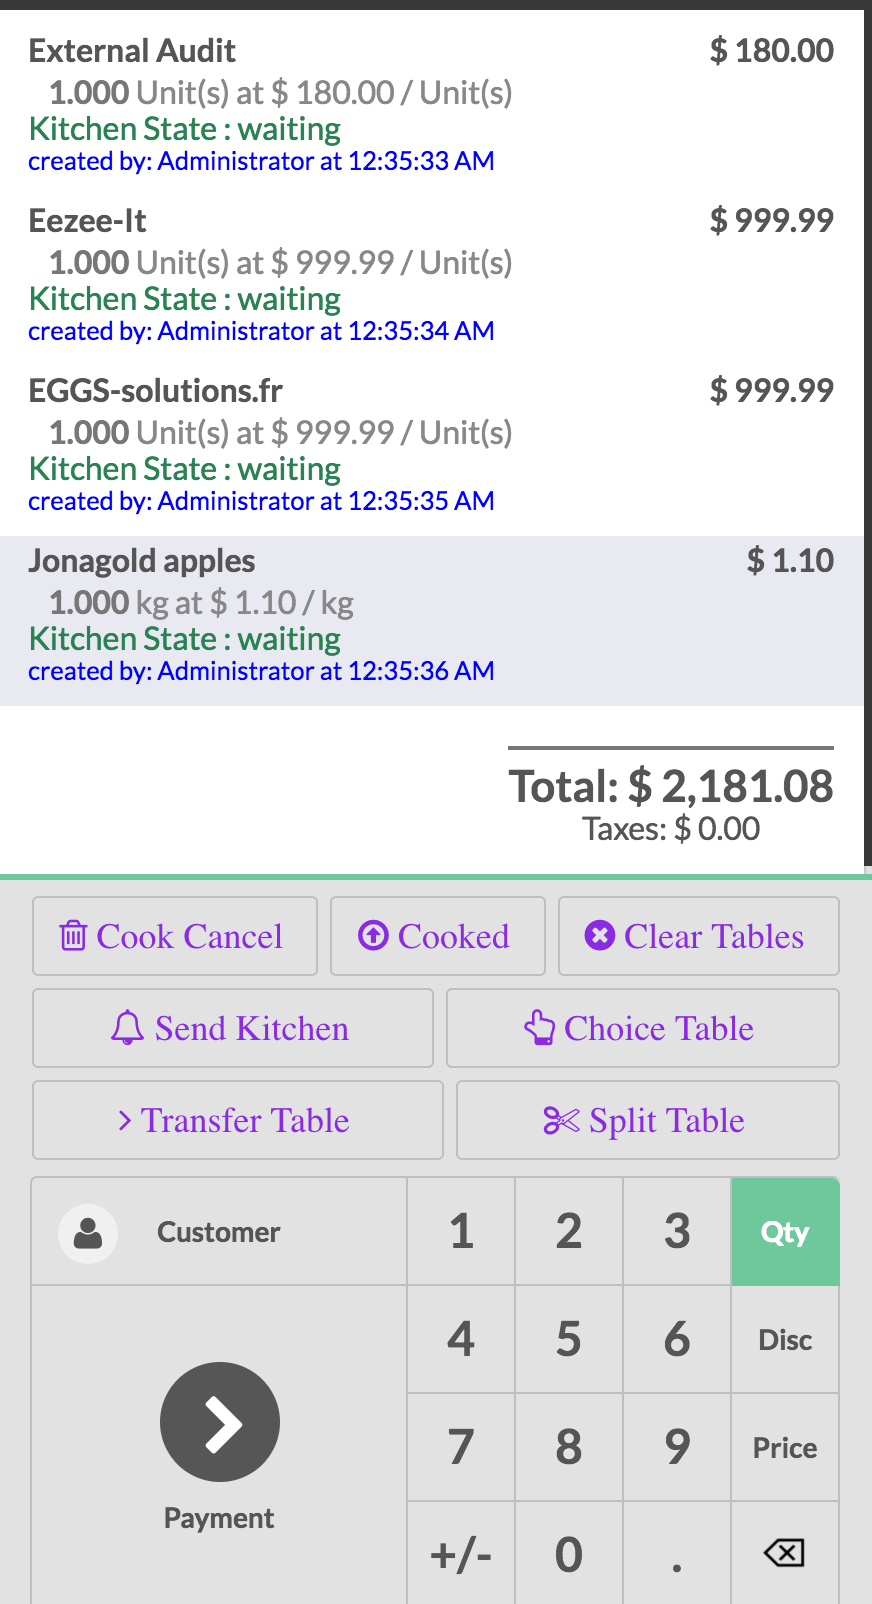 External Audit $ 180.00
1.000 Unit(s) at $ 180.00 / Unit(s)
Kitchen State : waiting
created by: Administrator at 12:35:33 AM
Eezee-It $ 999.99
1.000 Unit(s) at $ 999.99 / Unit(s)
Kitchen State : waiting
created by: Administrator at 12:35:34 AM
EGGS-solutions.fr $ 999.99
1.000 Unit(s) at $ 999.99 / Unit(s)
Kitchen State : waiting
created by: Administrator at 12:35:35 AM
Jonagold apples $ 1.10
1.000 kg at $ 1.10 / kg
Kitchen State : waiting
created by: Administrator at 12:35:36 AM
Total: $ 2,181.08
Taxes: $ 0.00
Cook Cancel Cooked Clear Tables
Send Kitchen Choice Table
Transfer Table Split Table
Customer 1 2 3 Qty
4 5 6 Disc
7 8 9 Price
Payment
+/- 0 .